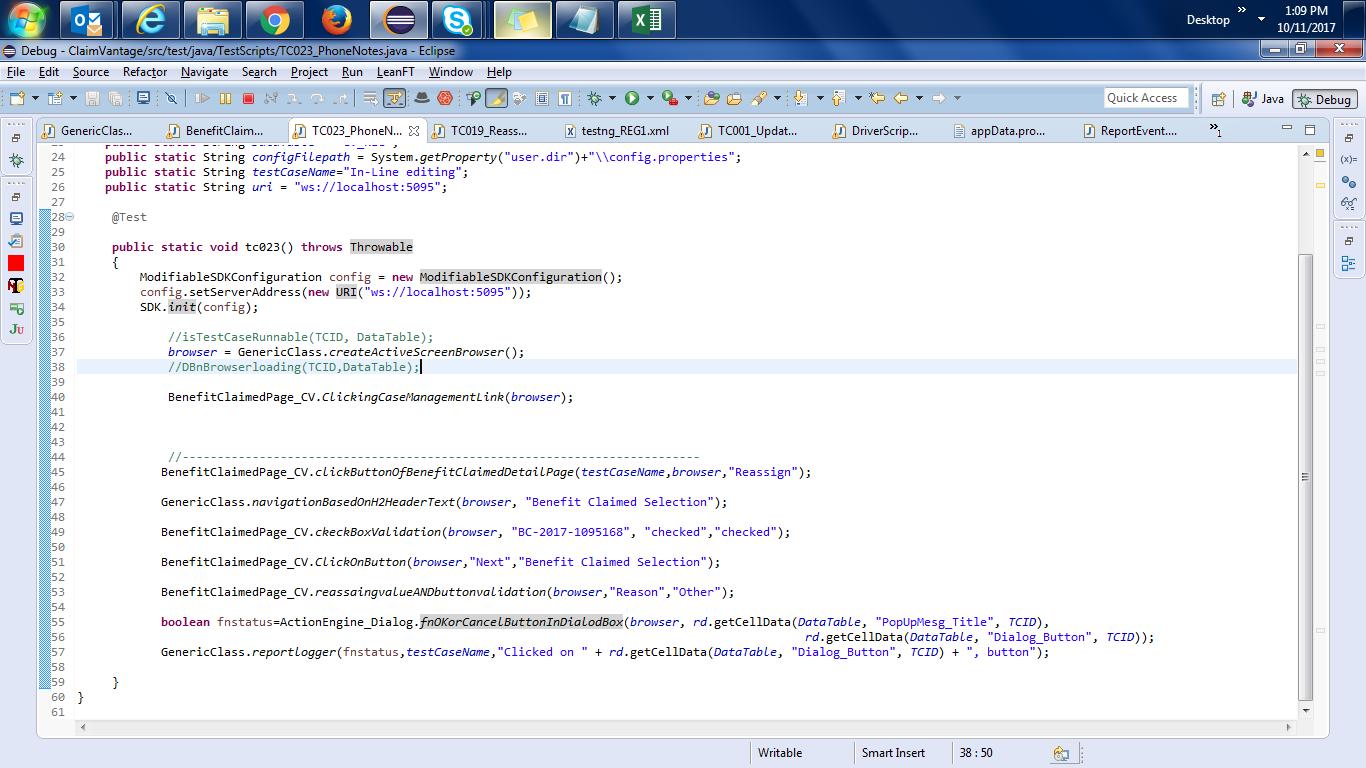 Desktop
1:09 PM
10/11/2017
Debug - ClaimVantage/src/test/java/TestScripts/TC023_PhoneNotes.java - Eclipse
File Edit Source Refactor Navigate Search Project Run LeanFT Window Help
Quick Access Java Debug
GenericClas... BenefitClaim... TC023_PhoneN... TC019_Reass... testng_REG1.xml TC001_Updat... DriverScrip... appData.pro... ReportEvent.... 1
24 public static String configFilepath = System.getProperty("user.dir")+"\\config.properties";
25 public static String testCaseName="In-Line editing";
26 public static String uri = "ws://localhost:5095";
27
28 @Test
29
30 public static void tc023() throws Throwable
31 {
32 ModifiableSDKConfiguration config = new ModifiableSDKConfiguration();
33 config.setServerAddress(new URI("ws://localhost:5095"));
34 SDK.init(config);
35
36 //isTestCaseRunnable(TCID, DataTable);
37 browser = GenericClass.createActiveScreenBrowser();
38 //DBnBrowserloading(TCID,DataTable);
39
40 BenefitClaimedPage_CV.ClickingCaseManagementLink(browser);
41
42
43
44 //--------------------------------------------------------------------------
45 BenefitClaimedPage_CV.clickButtonOfBenefitClaimedDetailPage(testCaseName,browser,"Reassign");
46
47 GenericClass.navigationBasedOnH2HeaderText(browser, "Benefit Claimed Selection");
48
49 BenefitClaimedPage_CV.ckeckBoxValidation(browser, "BC-2017-1095168", "checked","checked");
50
51 BenefitClaimedPage_CV.ClickOnButton(browser,"Next","Benefit Claimed Selection");
52
53 BenefitClaimedPage_CV.reassaingvalueANDbuttonvalidation(browser,"Reason","Other");
54
55 boolean fnstatus=ActionEngine_Dialog.fnOKorCancelButtonInDialodBox(browser, rd.getCellData(DataTable, "PopUpMesg_Title", TCID),
56 rd.getCellData(DataTable, "Dialog_Button", TCID));
57 GenericClass.reportlogger(fnstatus,testCaseName,"Clicked on " + rd.getCellData(DataTable, "Dialog_Button", TCID) + ", button");
58
59 }
60 }
61
Writable Smart Insert 38 : 50